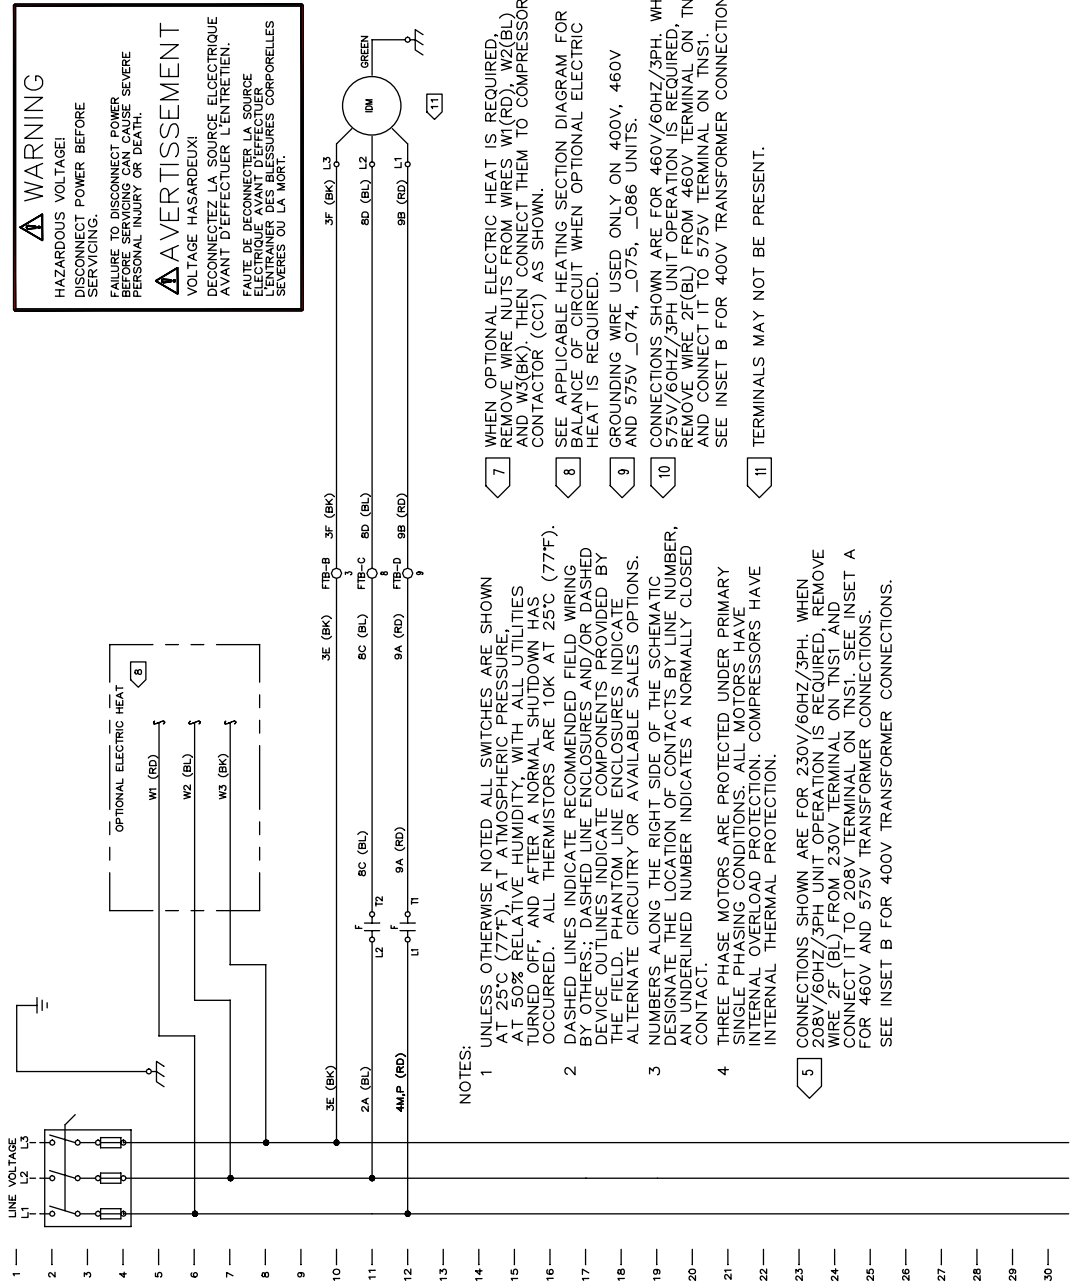 WARNING
HAZARDOUS VOLTAGE!
DISCONNECT POWER BEFORE
SERVICING.
FAILURE TO DISCONNECT POWER
BEFORE SERVICING CAN CAUSE SEVERE
PERSONAL INJURY OR DEATH.
AVERTISSEMENT
VOLTAGE HASARDEUX!
DECONNECTEZ LA SOURCE ELCECTRIQUE
AVANT D'EFFECTUER L'ENTRETIEN.
FAUTE DE DECONNECTER LA SOURCE
ELECTRIQUE AVANT D'EFFECTUER
L'ENTRAINER DES BLESSURES CORPORELLES
SEVERES OU LA MORT.
LINE VOLTAGE
L1 L2 L3
OPTIONAL ELECTRIC HEAT
8
W1 (RD)
W2 (BL)
W3 (BK)
3E (BK) 3E (BK) FTB-B 3 3F (BK) 3F (BK) L3
2A (BL) L2 F T2 8C (BL) 8C (BL) FTB-C 8 8D (BL) 8D (BL) L2
4M,P (RD) L1 F T1 9A (RD) 9A (RD) FTB-D 9 9B (RD) 9B (RD) L1
IDM
GREEN
11
NOTES:
1 UNLESS OTHERWISE NOTED ALL SWITCHES ARE SHOWN
AT 25°C (77°F), AT ATMOSPHERIC PRESSURE,
AT 50% RELATIVE HUMIDITY, WITH ALL UTILITIES
TURNED OFF, AND AFTER A NORMAL SHUTDOWN HAS
OCCURRED. ALL THERMISTORS ARE 10K AT 25°C (77°F).
2 DASHED LINES INDICATE RECOMMENDED FIELD WIRING
BY OTHERS.; DASHED LINE ENCLOSURES AND/OR DASHED
DEVICE OUTLINES INDICATE COMPONENTS PROVIDED BY
THE FIELD. PHANTOM LINE ENCLOSURES INDICATE
ALTERNATE CIRCUITRY OR AVAILABLE SALES OPTIONS.
3 NUMBERS ALONG THE RIGHT SIDE OF THE SCHEMATIC
DESIGNATE THE LOCATION OF CONTACTS BY LINE NUMBER,
AN UNDERLINED NUMBER INDICATES A NORMALLY CLOSED
CONTACT.
4 THREE PHASE MOTORS ARE PROTECTED UNDER PRIMARY
SINGLE PHASING CONDITIONS. ALL MOTORS HAVE
INTERNAL OVERLOAD PROTECTION. COMPRESSORS HAVE
INTERNAL THERMAL PROTECTION.
5 CONNECTIONS SHOWN ARE FOR 230V/60HZ/3PH. WHEN
208V/60HZ/3PH UNIT OPERATION IS REQUIRED, REMOVE
WIRE 2F (BL) FROM 230V TERMINAL ON TNS1 AND
CONNECT IT TO 208V TERMINAL ON TNS1. SEE INSET A
FOR 460V AND 575V TRANSFORMER CONNECTIONS.
SEE INSET B FOR 400V TRANSFORMER CONNECTIONS.
7 WHEN OPTIONAL ELECTRIC HEAT IS REQUIRED,
REMOVE WIRE NUTS FROM WIRES W1(RD), W2(BL)
AND W3(BK). THEN CONNECT THEM TO COMPRESSOR
CONTACTOR (CC1) AS SHOWN.
8 SEE APPLICABLE HEATING SECTION DIAGRAM FOR
BALANCE OF CIRCUIT WHEN OPTIONAL ELECTRIC
HEAT IS REQUIRED.
9 GROUNDING WIRE USED ONLY ON 400V, 460V
AND 575V _074, _075, _086 UNITS.
10 CONNECTIONS SHOWN ARE FOR 460V/60HZ/3PH. WH
575V/60HZ/3PH UNIT OPERATION IS REQUIRED,
REMOVE WIRE 2F(BL) FROM 460V TERMINAL ON TN
AND CONNECT IT TO 575V TERMINAL ON TNS1.
SEE INSET B FOR 400V TRANSFORMER CONNECTION
11 TERMINALS MAY NOT BE PRESENT.
1
2
3
4
5
6
7
8
9
10
11
12
13
14
15
16
17
18
19
20
21
22
23
24
25
26
27
28
29
30